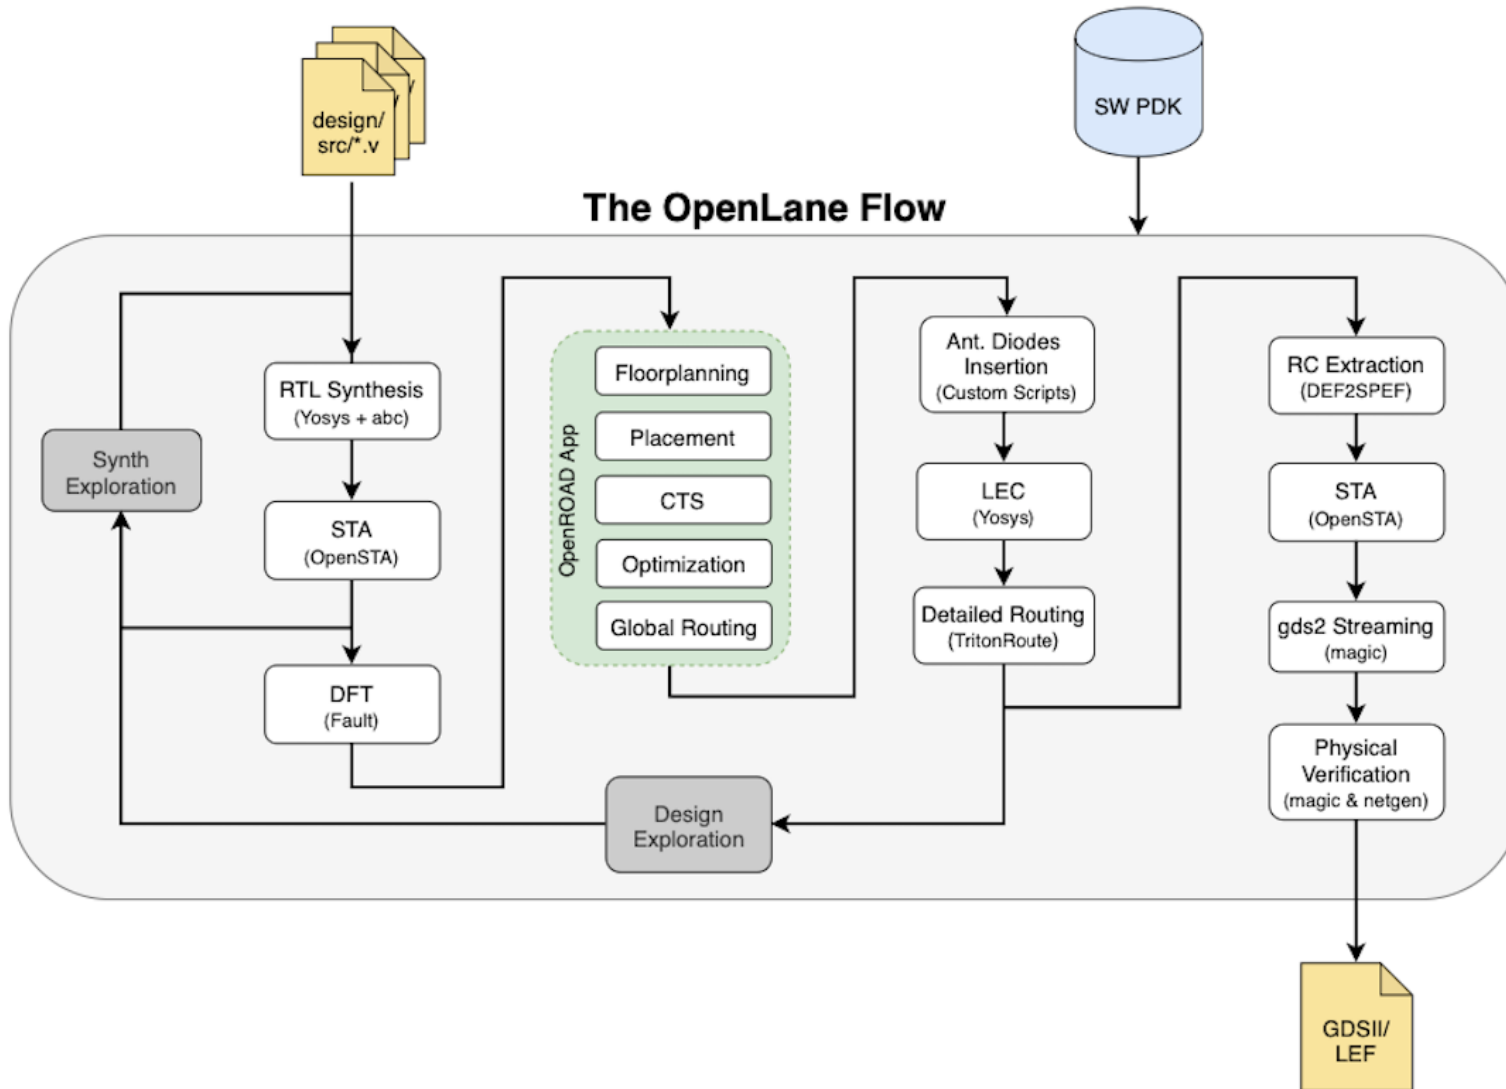 design/
src/*.v
SW PDK
The OpenLane Flow
RTL Synthesis
(Yosys + abc)
Synth
Exploration
STA
(OpenSTA)
DFT
(Fault)
OpenROAD App
Floorplanning
Placement
CTS
Optimization
Global Routing
Design
Exploration
Ant. Diodes
Insertion
(Custom Scripts)
LEC
(Yosys)
Detailed Routing
(TritonRoute)
RC Extraction
(DEF2SPEF)
STA
(OpenSTA)
gds2 Streaming
(magic)
Physical
Verification
(magic & netgen)
GDSII/
LEF